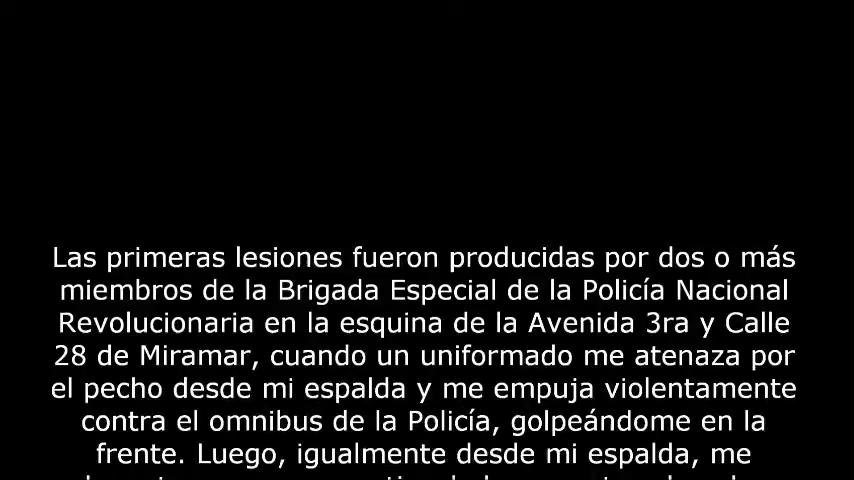 Las primeras lesiones fueron producidas por dos o más
miembros de la Brigada Especial de la Policía Nacional
Revolucionaria en la esquina de la Avenida 3ra y Calle
28 de Miramar, cuando un uniformado me atenaza por
el pecho desde mi espalda y me empuja violentamente
contra el omnibus de la Policía, golpeándome en la
frente. Luego, igualmente desde mi espalda, me